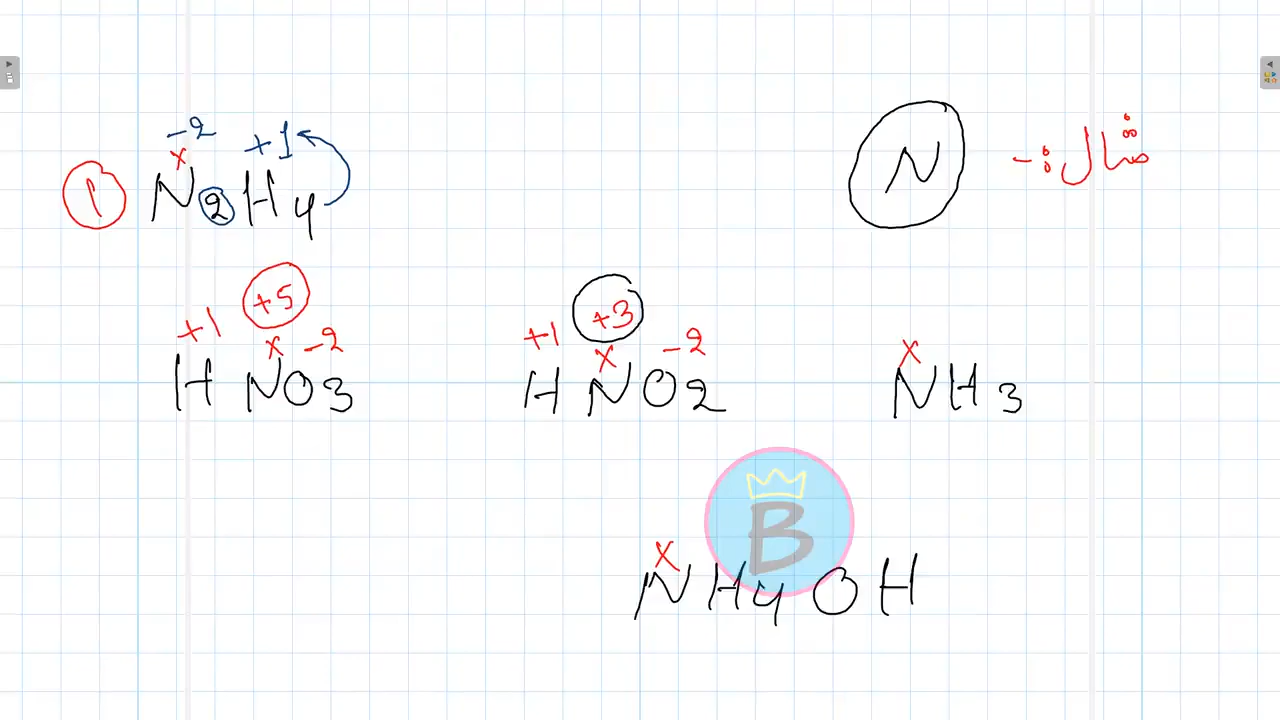 مثال :-
N
-2 +1
x
① N2H4
+1 +5 -2
x
HNO3
+1 +3 -2
x
HNO2
x
NH3
B
x
NH4OH